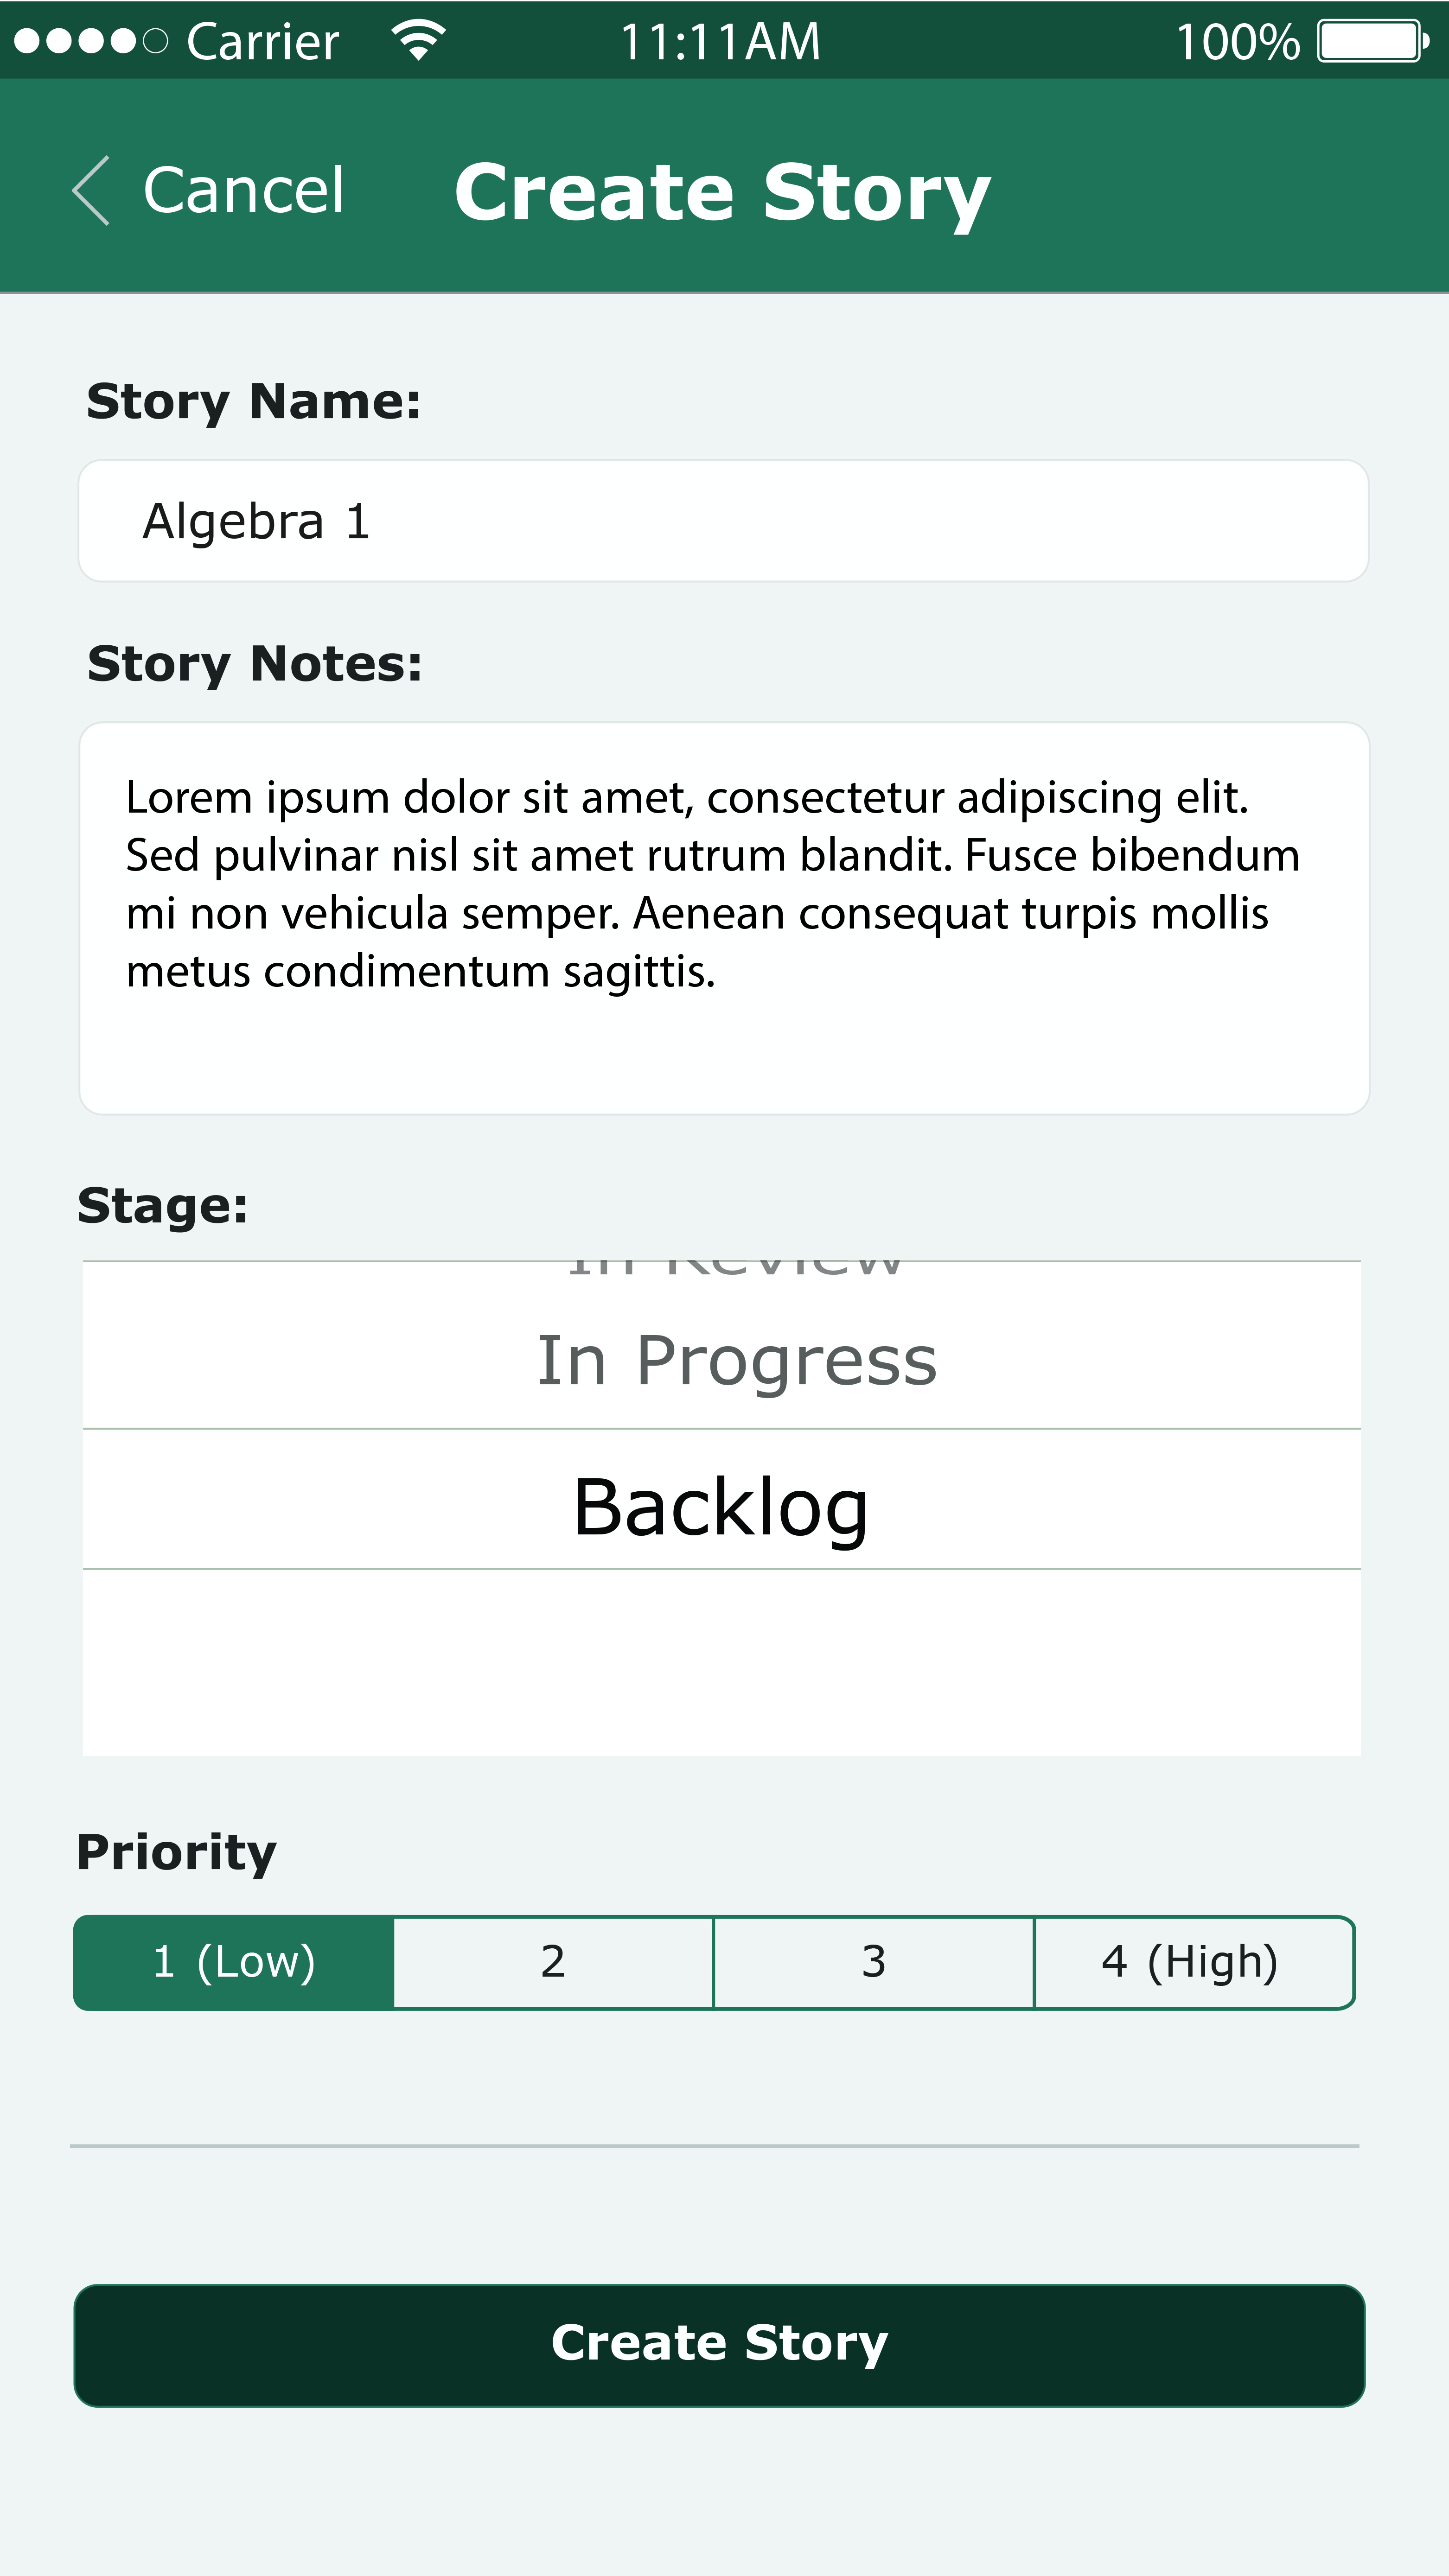 Carrier 11:11AM 100%
Cancel Create Story
Story Name:
Algebra 1
Story Notes:
Lorem ipsum dolor sit amet, consectetur adipiscing elit.
Sed pulvinar nisl sit amet rutrum blandit. Fusce bibendum
mi non vehicula semper. Aenean consequat turpis mollis
metus condimentum sagittis.
Stage:
In Review
In Progress
Backlog
Priority
1 (Low) 2 3 4 (High)
Create Story